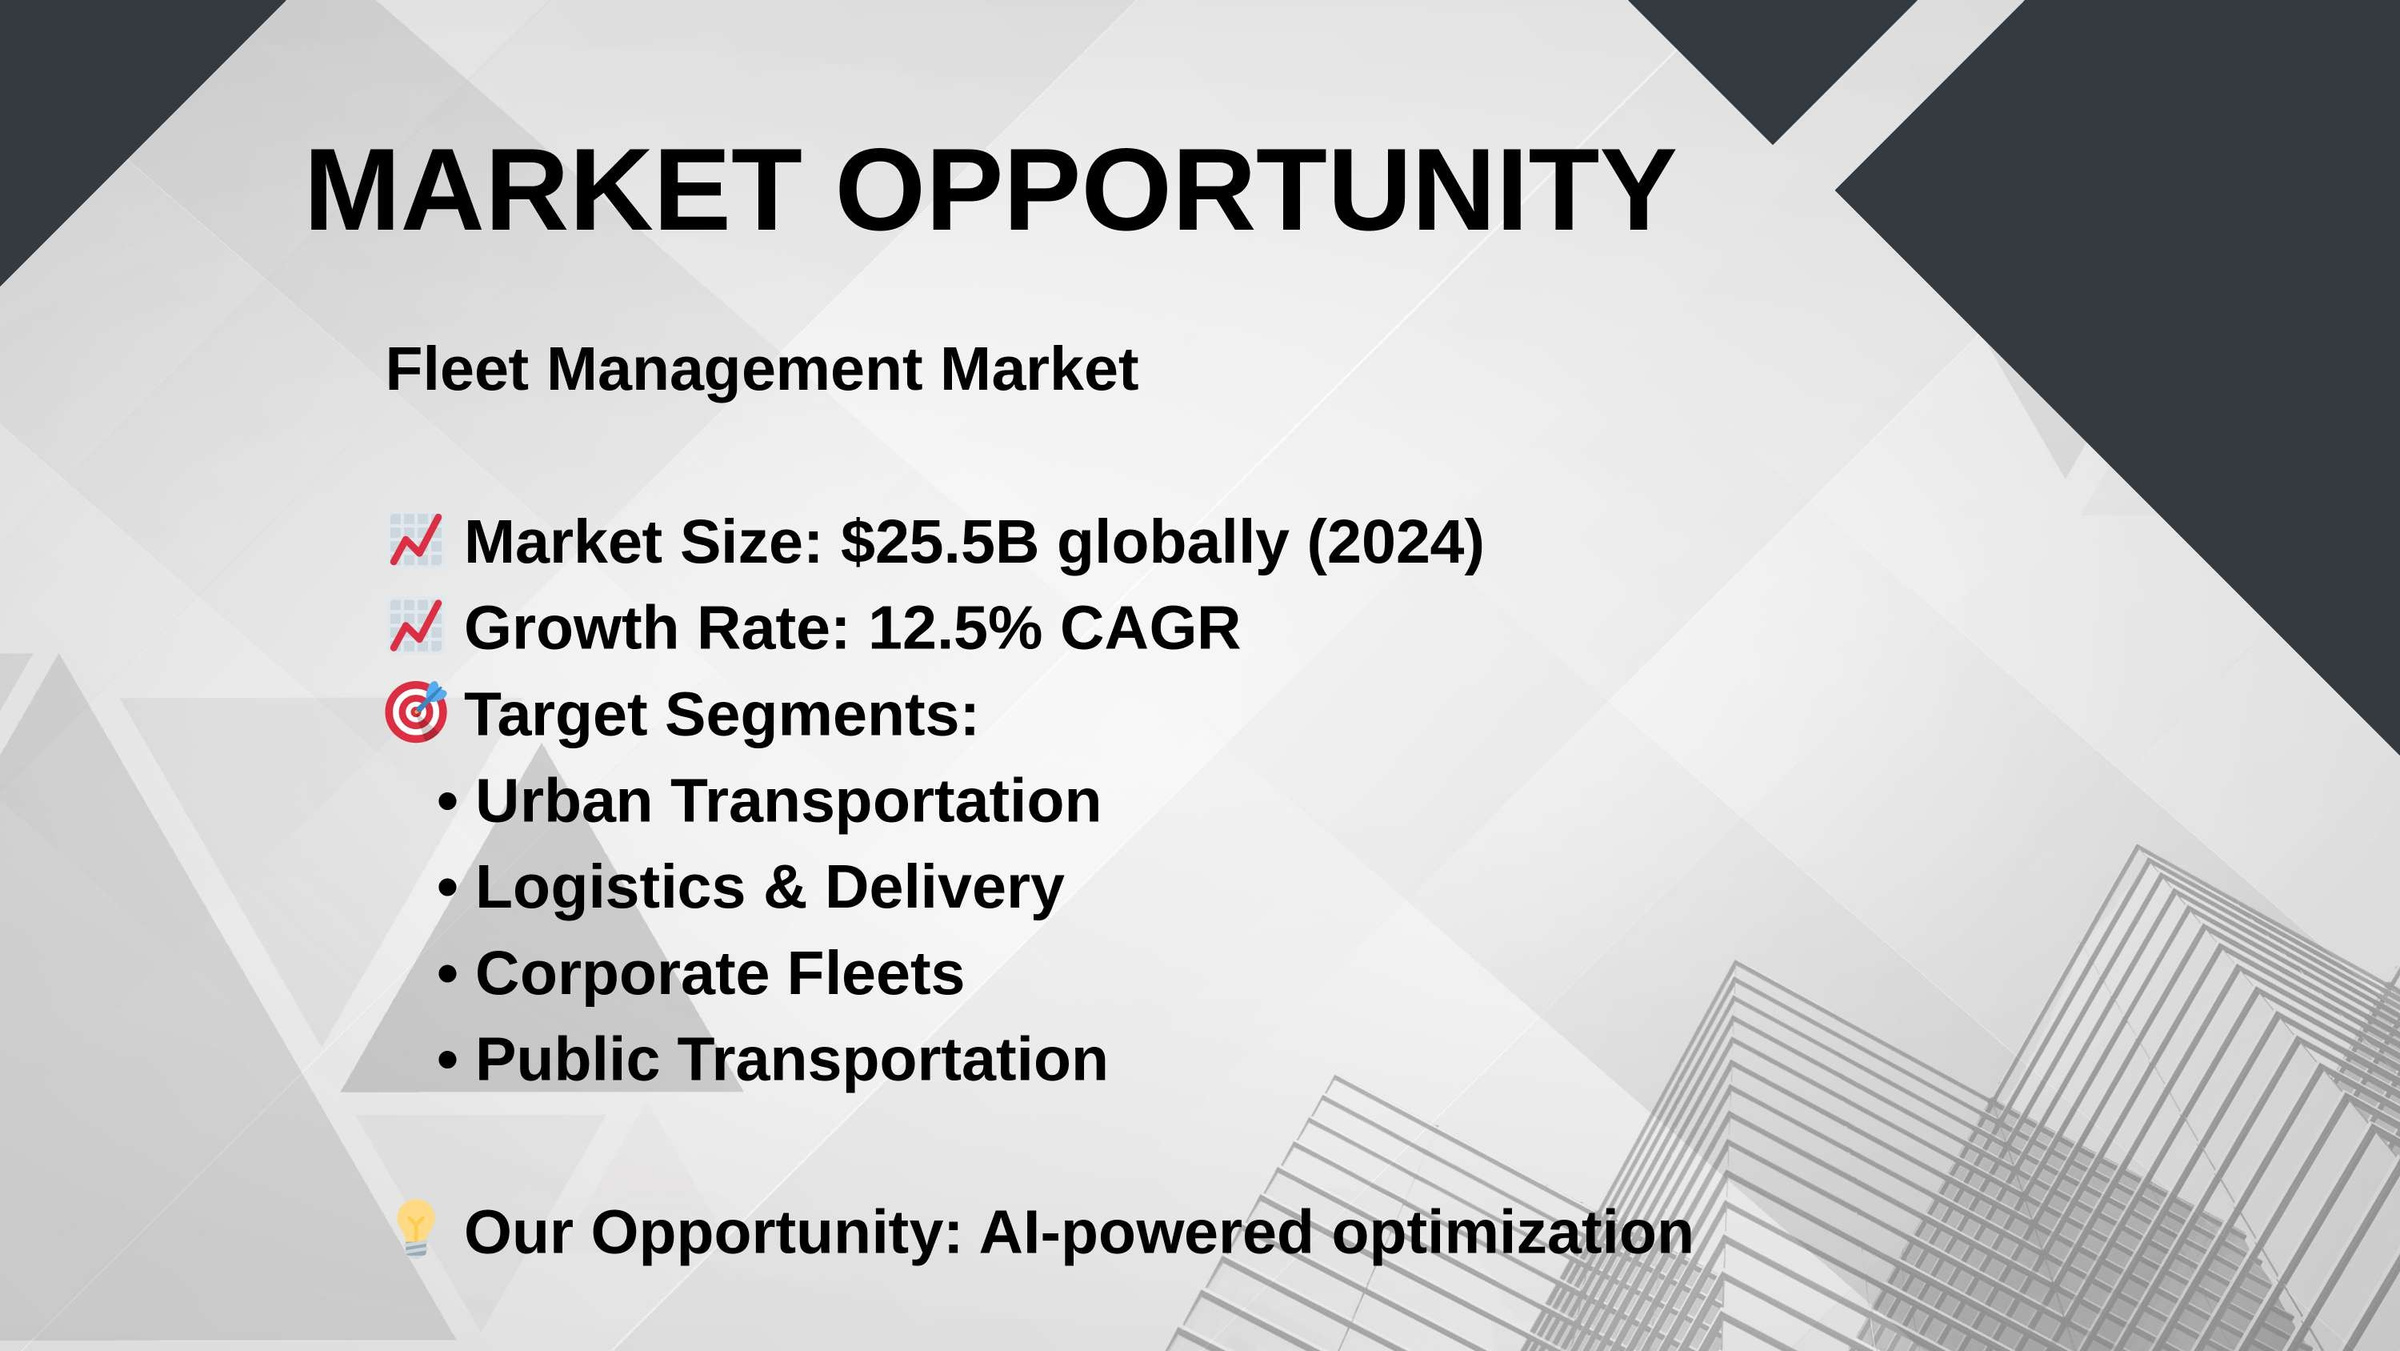 MARKET OPPORTUNITY
Fleet Management Market
📈 Market Size: $25.5B globally (2024)
📈 Growth Rate: 12.5% CAGR
🎯 Target Segments:
• Urban Transportation
• Logistics & Delivery
• Corporate Fleets
• Public Transportation
💡 Our Opportunity: AI-powered optimization